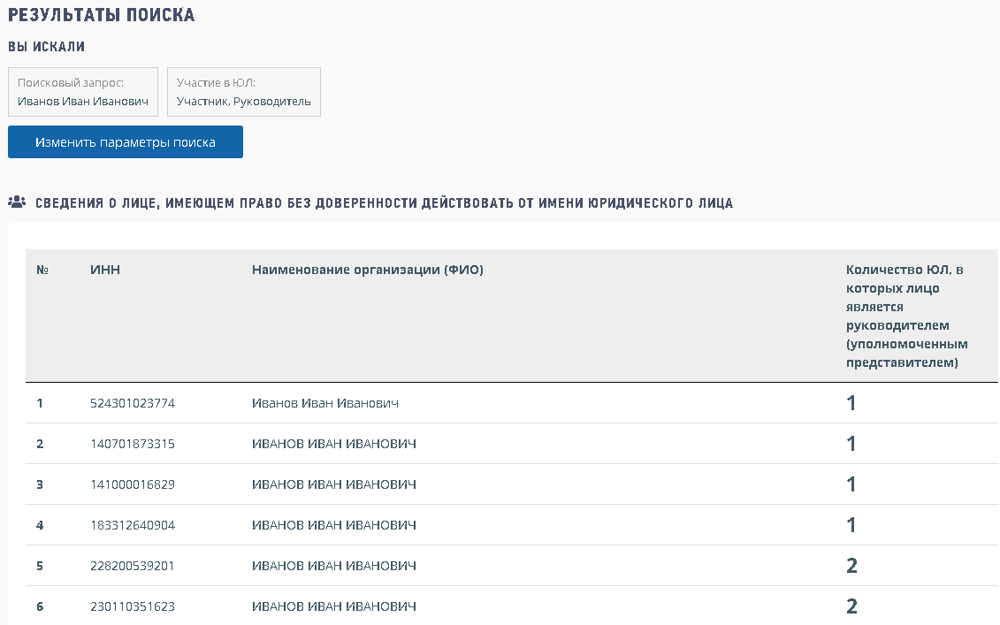 РЕЗУЛЬТАТЫ ПОИСКА
ВЫ ИСКАЛИ
Поисковый запрос:
Иванов Иван Иванович
Участие в ЮЛ:
Участник, Руководитель
Изменить параметры поиска
СВЕДЕНИЯ О ЛИЦЕ, ИМЕЮЩЕМ ПРАВО БЕЗ ДОВЕРЕННОСТИ ДЕЙСТВОВАТЬ ОТ ИМЕНИ ЮРИДИЧЕСКОГО ЛИЦА
№ ИНН Наименование организации (ФИО) Количество ЮЛ, в
которых лицо
является
руководителем
(уполномоченным
представителем)
1 524301023774 Иванов Иван Иванович 1
2 140701873315 ИВАНОВ ИВАН ИВАНОВИЧ 1
3 141000016829 ИВАНОВ ИВАН ИВАНОВИЧ 1
4 183312640904 ИВАНОВ ИВАН ИВАНОВИЧ 1
5 228200539201 ИВАНОВ ИВАН ИВАНОВИЧ 2
6 230110351623 ИВАНОВ ИВАН ИВАНОВИЧ 2